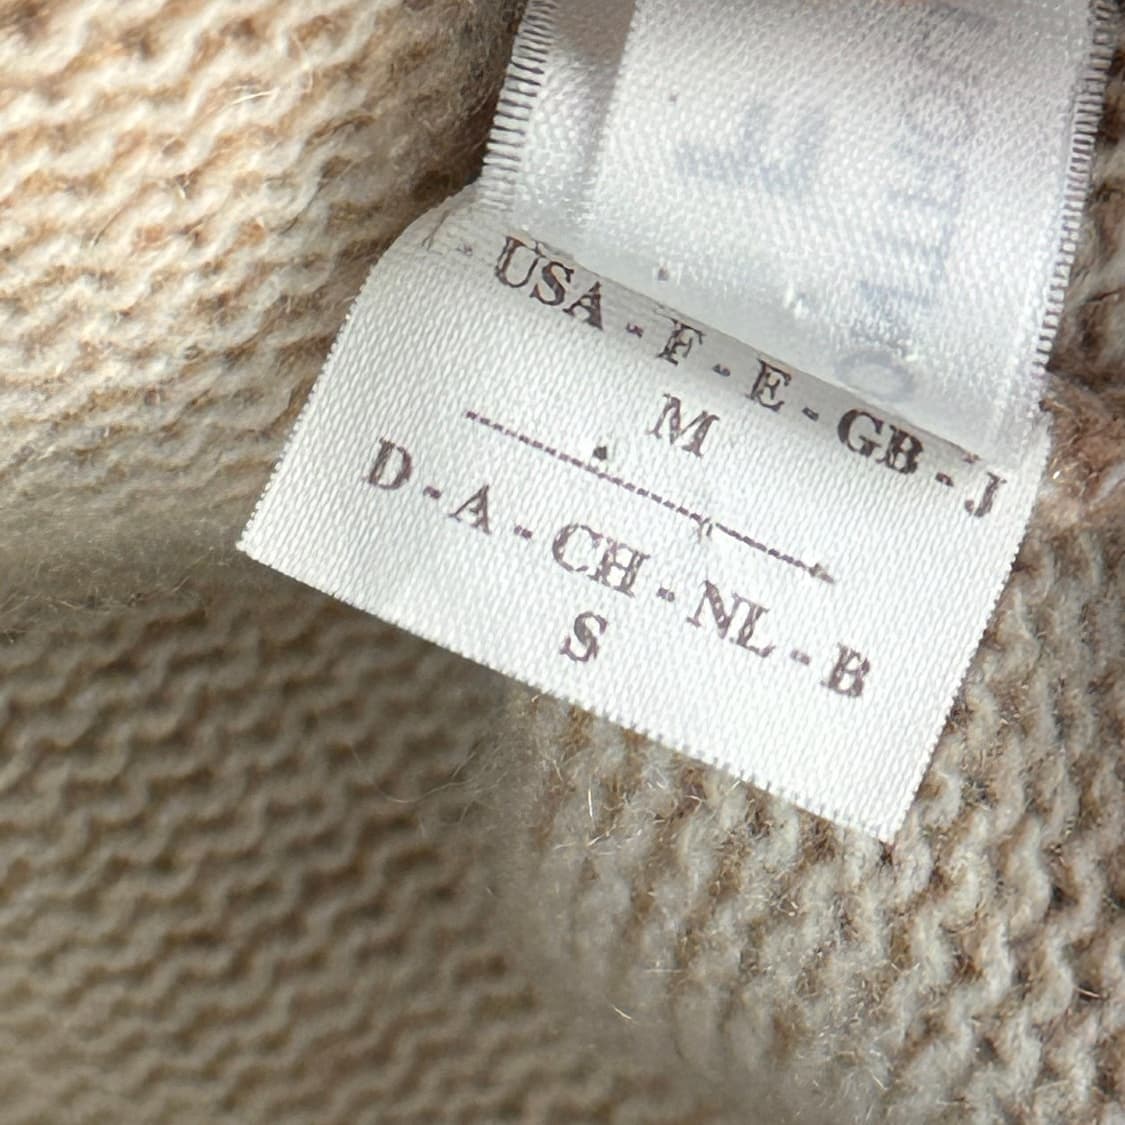 USA - F - E - GB - J
M
D - A - CH - NL - B
S